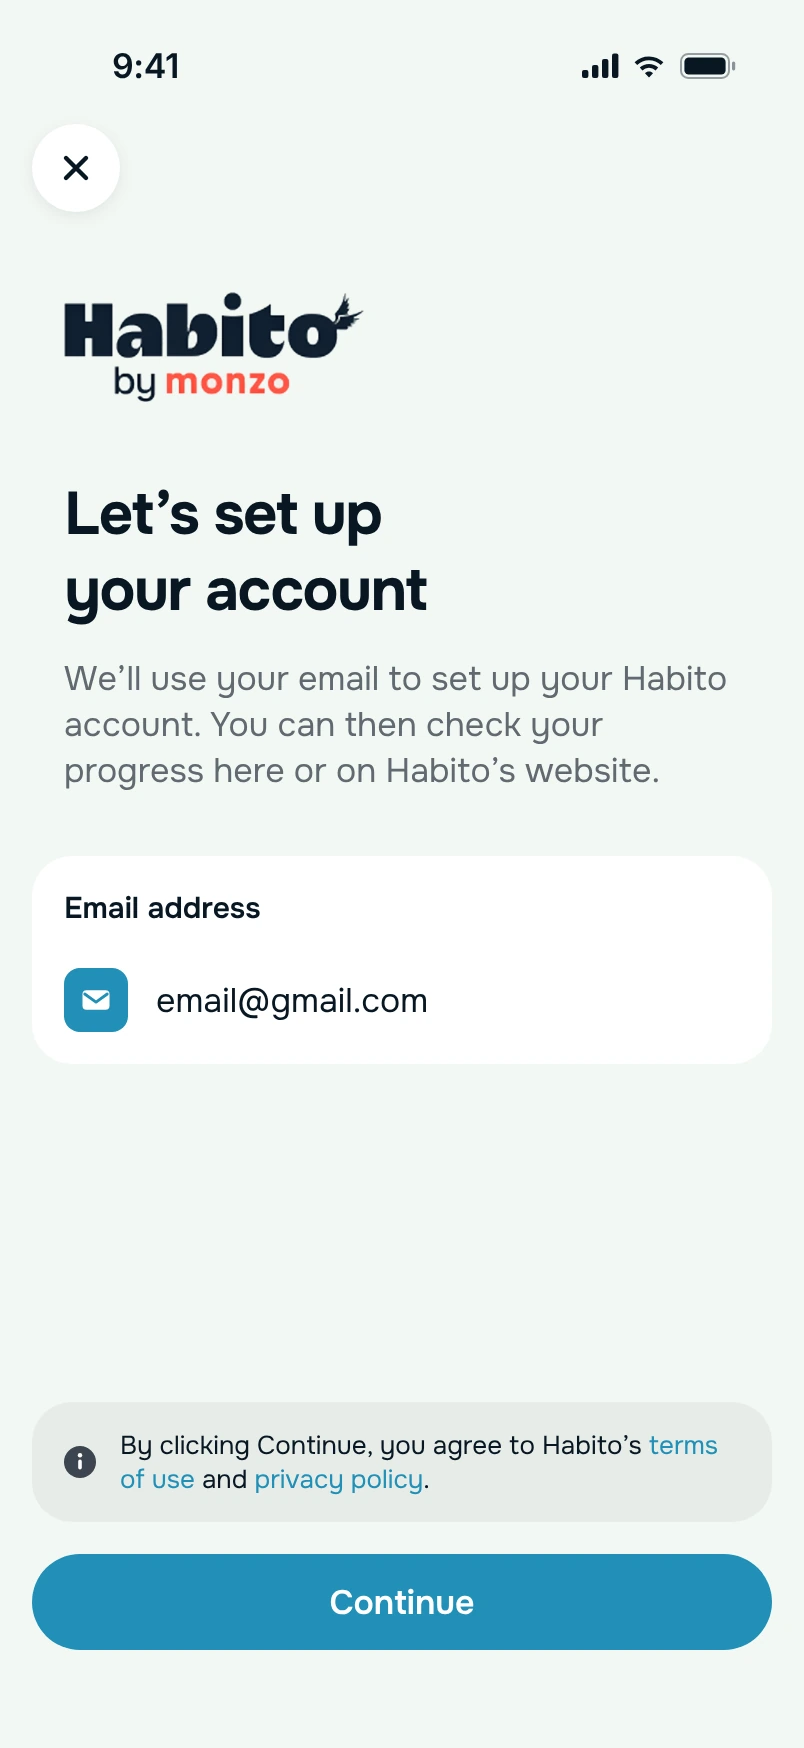 9:41
Habito
by monzo
Let’s set up
your account
We’ll use your email to set up your Habito
account. You can then check your
progress here or on Habito’s website.
Email address
email@gmail.com
By clicking Continue, you agree to Habito’s terms
of use and privacy policy.
Continue